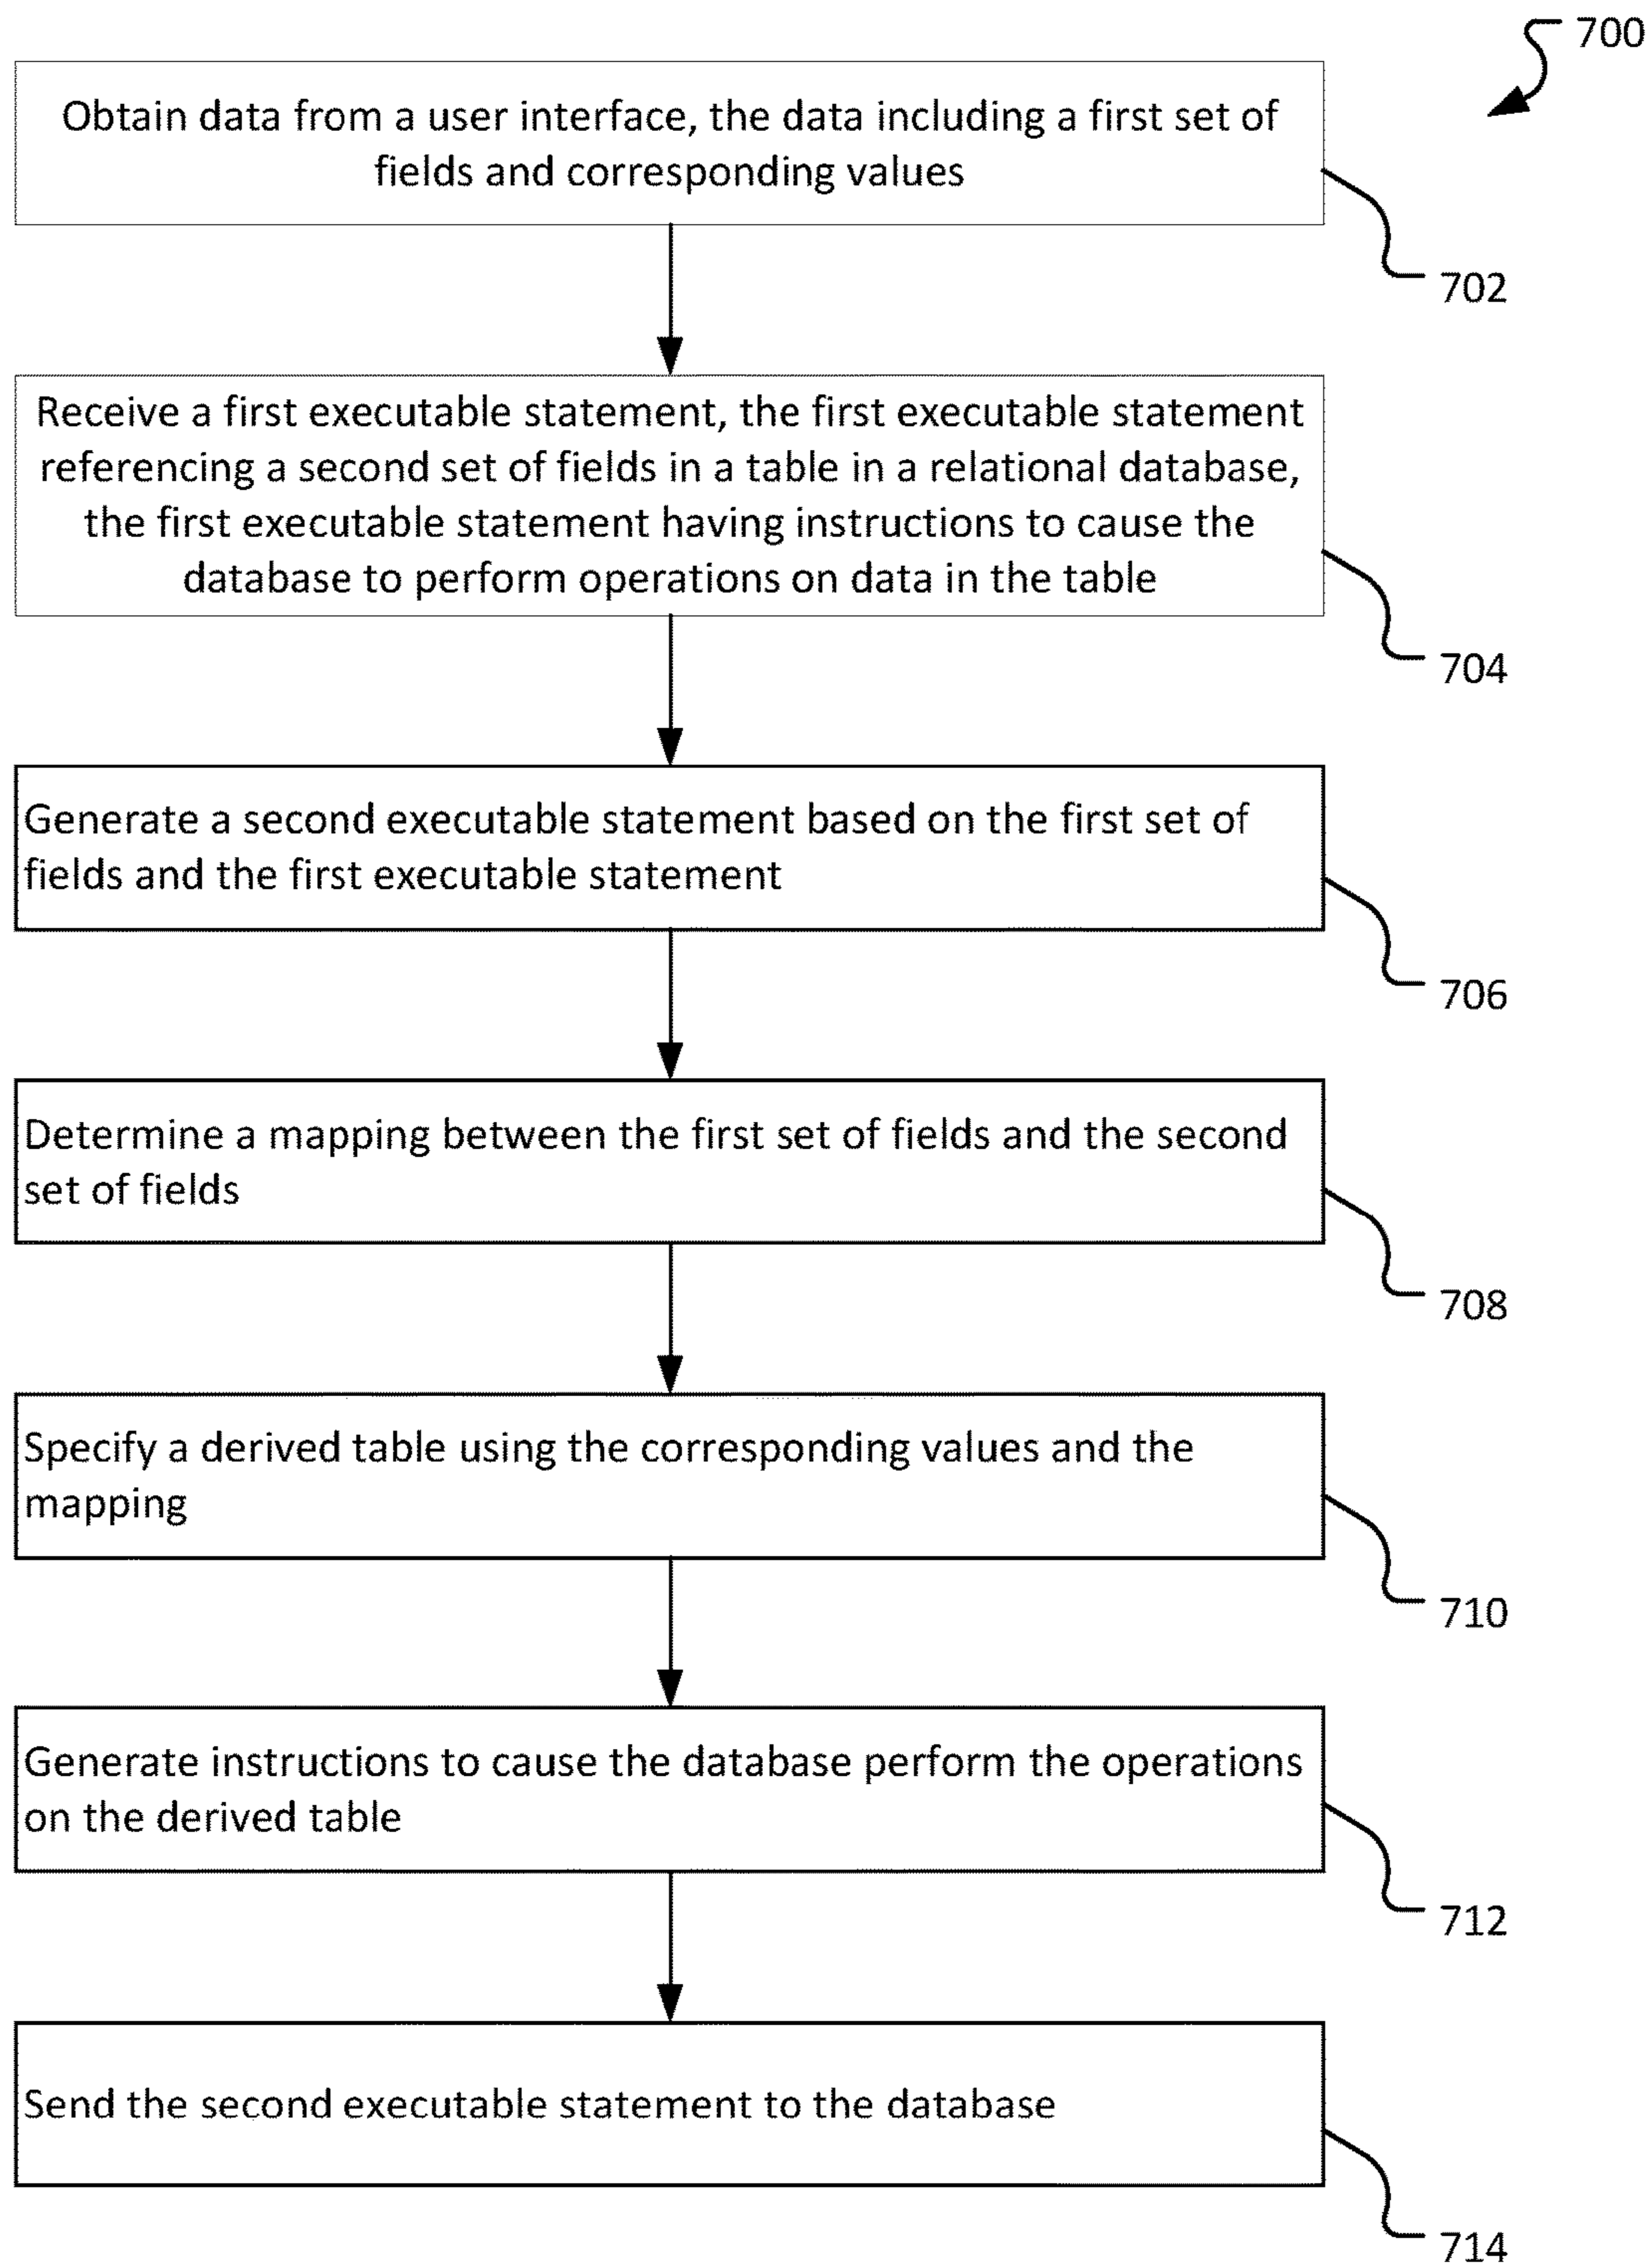 700
Obtain data from a user interface, the data including a first set of
fields and corresponding values
702
Receive a first executable statement, the first executable statement
referencing a second set of fields in a table in a relational database,
the first executable statement having instructions to cause the
database to perform operations on data in the table
704
Generate a second executable statement based on the first set of
fields and the first executable statement
706
Determine a mapping between the first set of fields and the second
set of fields
708
Specify a derived table using the corresponding values and the
mapping
710
Generate instructions to cause the database perform the operations
on the derived table
712
Send the second executable statement to the database
714